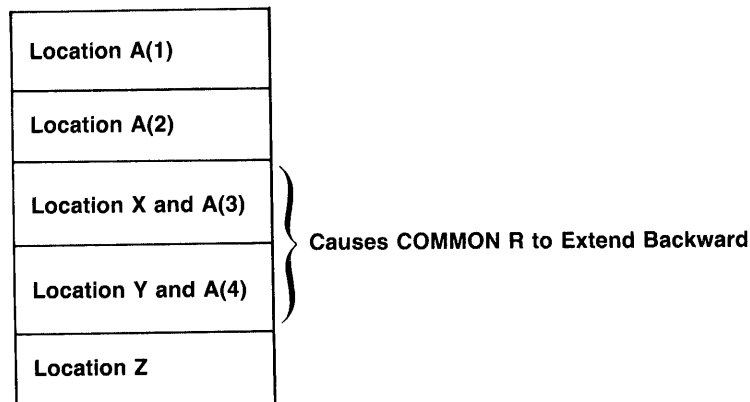 Location A(1)
Location A(2)
Location X and A(3)
Causes COMMON R to Extend Backward
Location Y and A(4)
Location Z